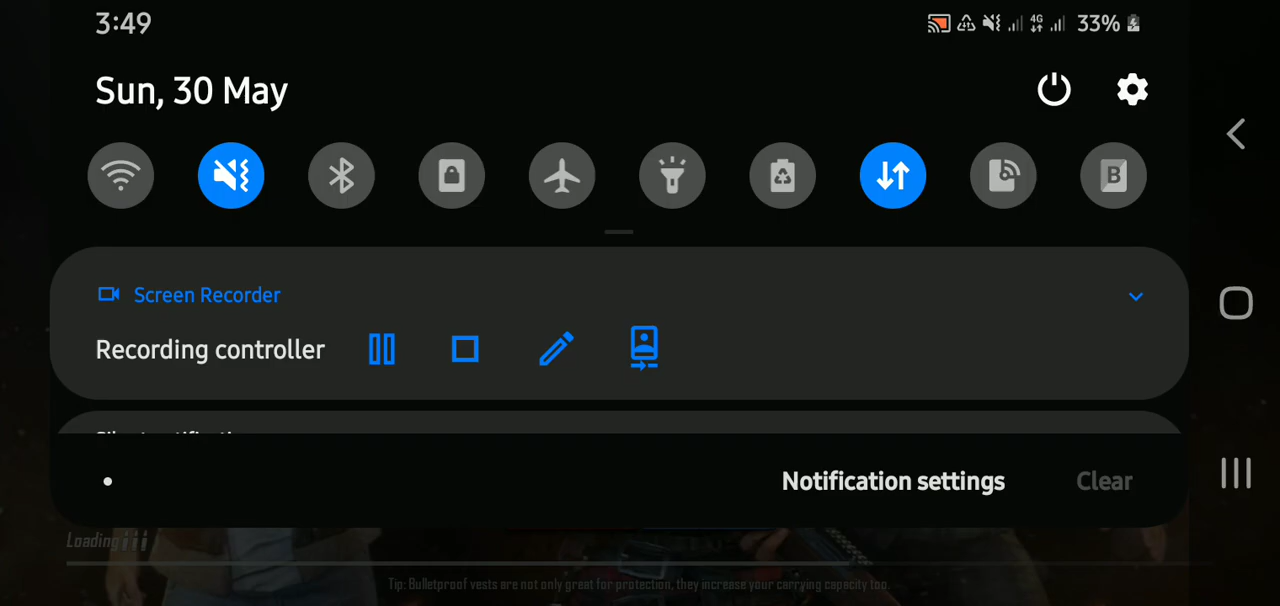 3:49
4G 33%
Sun, 30 May
B
Screen Recorder
Recording controller
Notification settings
Clear
Loading
Tip: Bulletproof vests are not only great for protection, they increase your carrying capacity too.